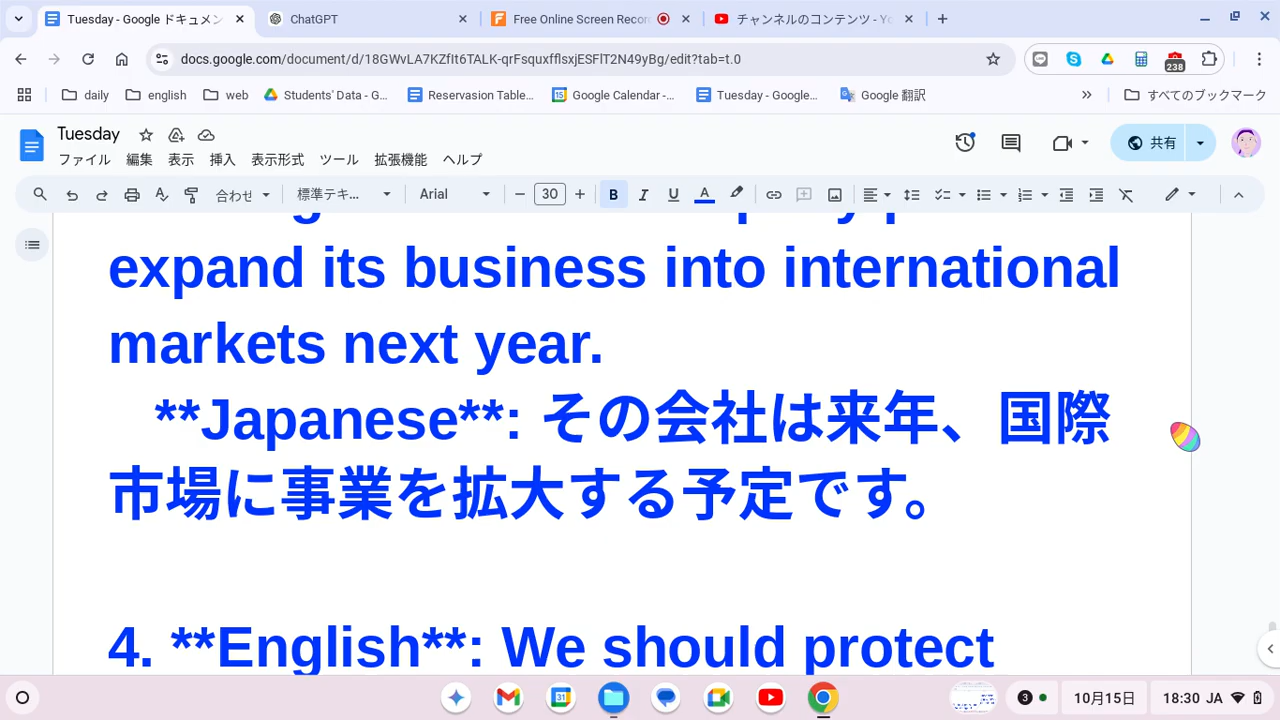 Tuesday - Google ドキュメン
ChatGPT
Free Online Screen Recor
チャンネルのコンテンツ - Yo
docs.google.com/document/d/
/edit?tab=t.0
238
daily
english
web
Students' Data - G...
Reservasion Table...
Google Calendar -...
Tuesday - Google...
Google 翻訳
»
すべてのブックマーク
Tuesday
共有
ファイル 編集 表示 挿入 表示形式 ツール 拡張機能 ヘルプ
合わせ
標準テキ...
Arial
30
B I U A
expand its business into international
markets next year.
**Japanese**: その会社は来年、国際
市場に事業を拡大する予定です。
4. **English**: We should protect
31
3
10月15日
18:30 JA